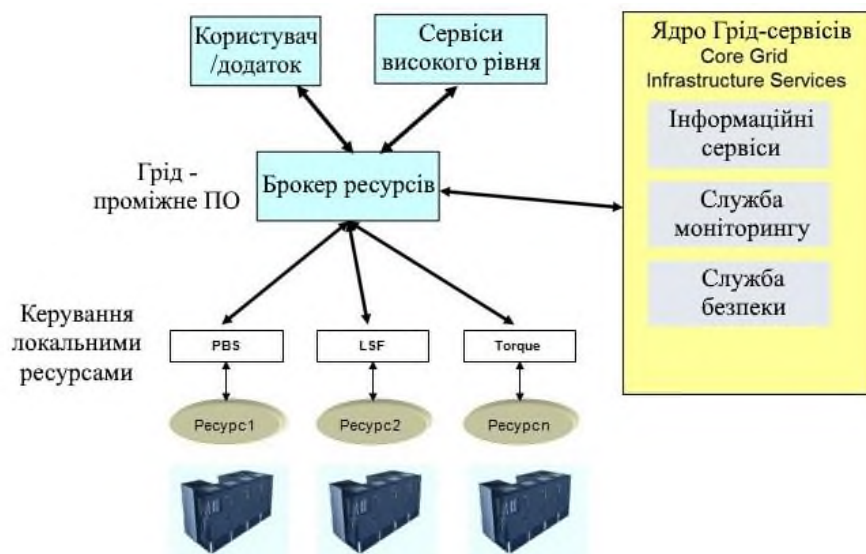 Користувач
/додаток
Сервіси
високого рівня
Ядро Грід-сервісів
Core Grid
Infrastructure Services
Інформаційні
сервіси
Служба
моніторингу
Служба
безпеки
Грід -
проміжне ПО
Брокер ресурсів
Керування
локальними
ресурсами
PBS
LSF
Torque
Ресурс1
Ресурс2
Ресурсn